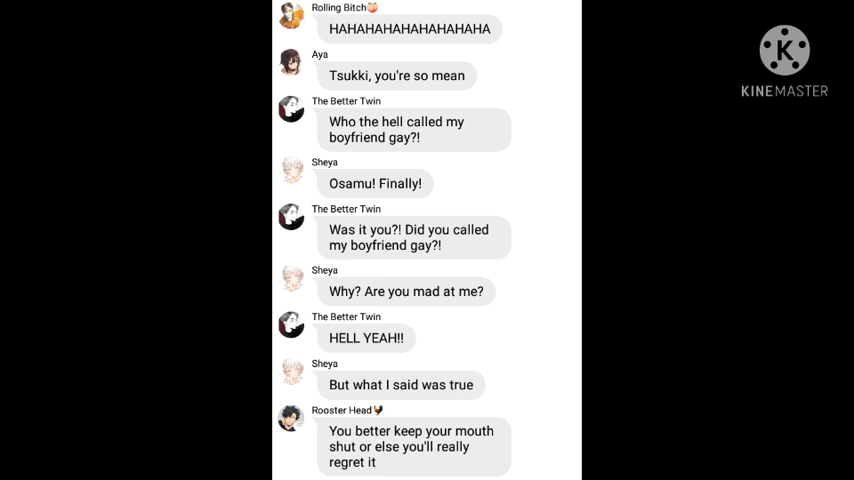 Rolling Bitch🍑
HAHAHAHAHAHAHAHAHA
Aya
Tsukki, you're so mean
The Better Twin
Who the hell called my
boyfriend gay?!
Sheya
Osamu! Finally!
The Better Twin
Was it you?! Did you called
my boyfriend gay?!
Sheya
Why? Are you mad at me?
The Better Twin
HELL YEAH!!
Sheya
But what I said was true
Rooster Head🐓
You better keep your mouth
shut or else you'll really
regret it
K
KINEMASTER